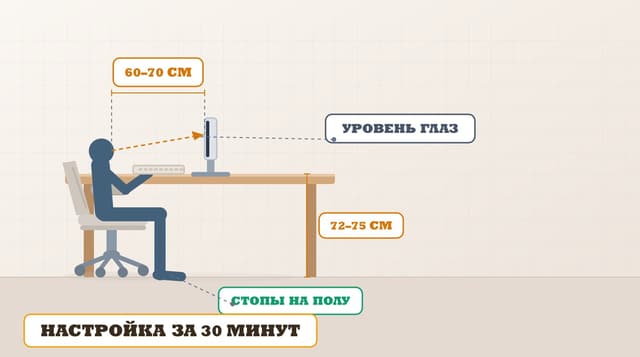 60–70 СМ
УРОВЕНЬ ГЛАЗ
72–75 СМ
СТОПЫ НА ПОЛУ
НАСТРОЙКА ЗА 30 МИНУТ